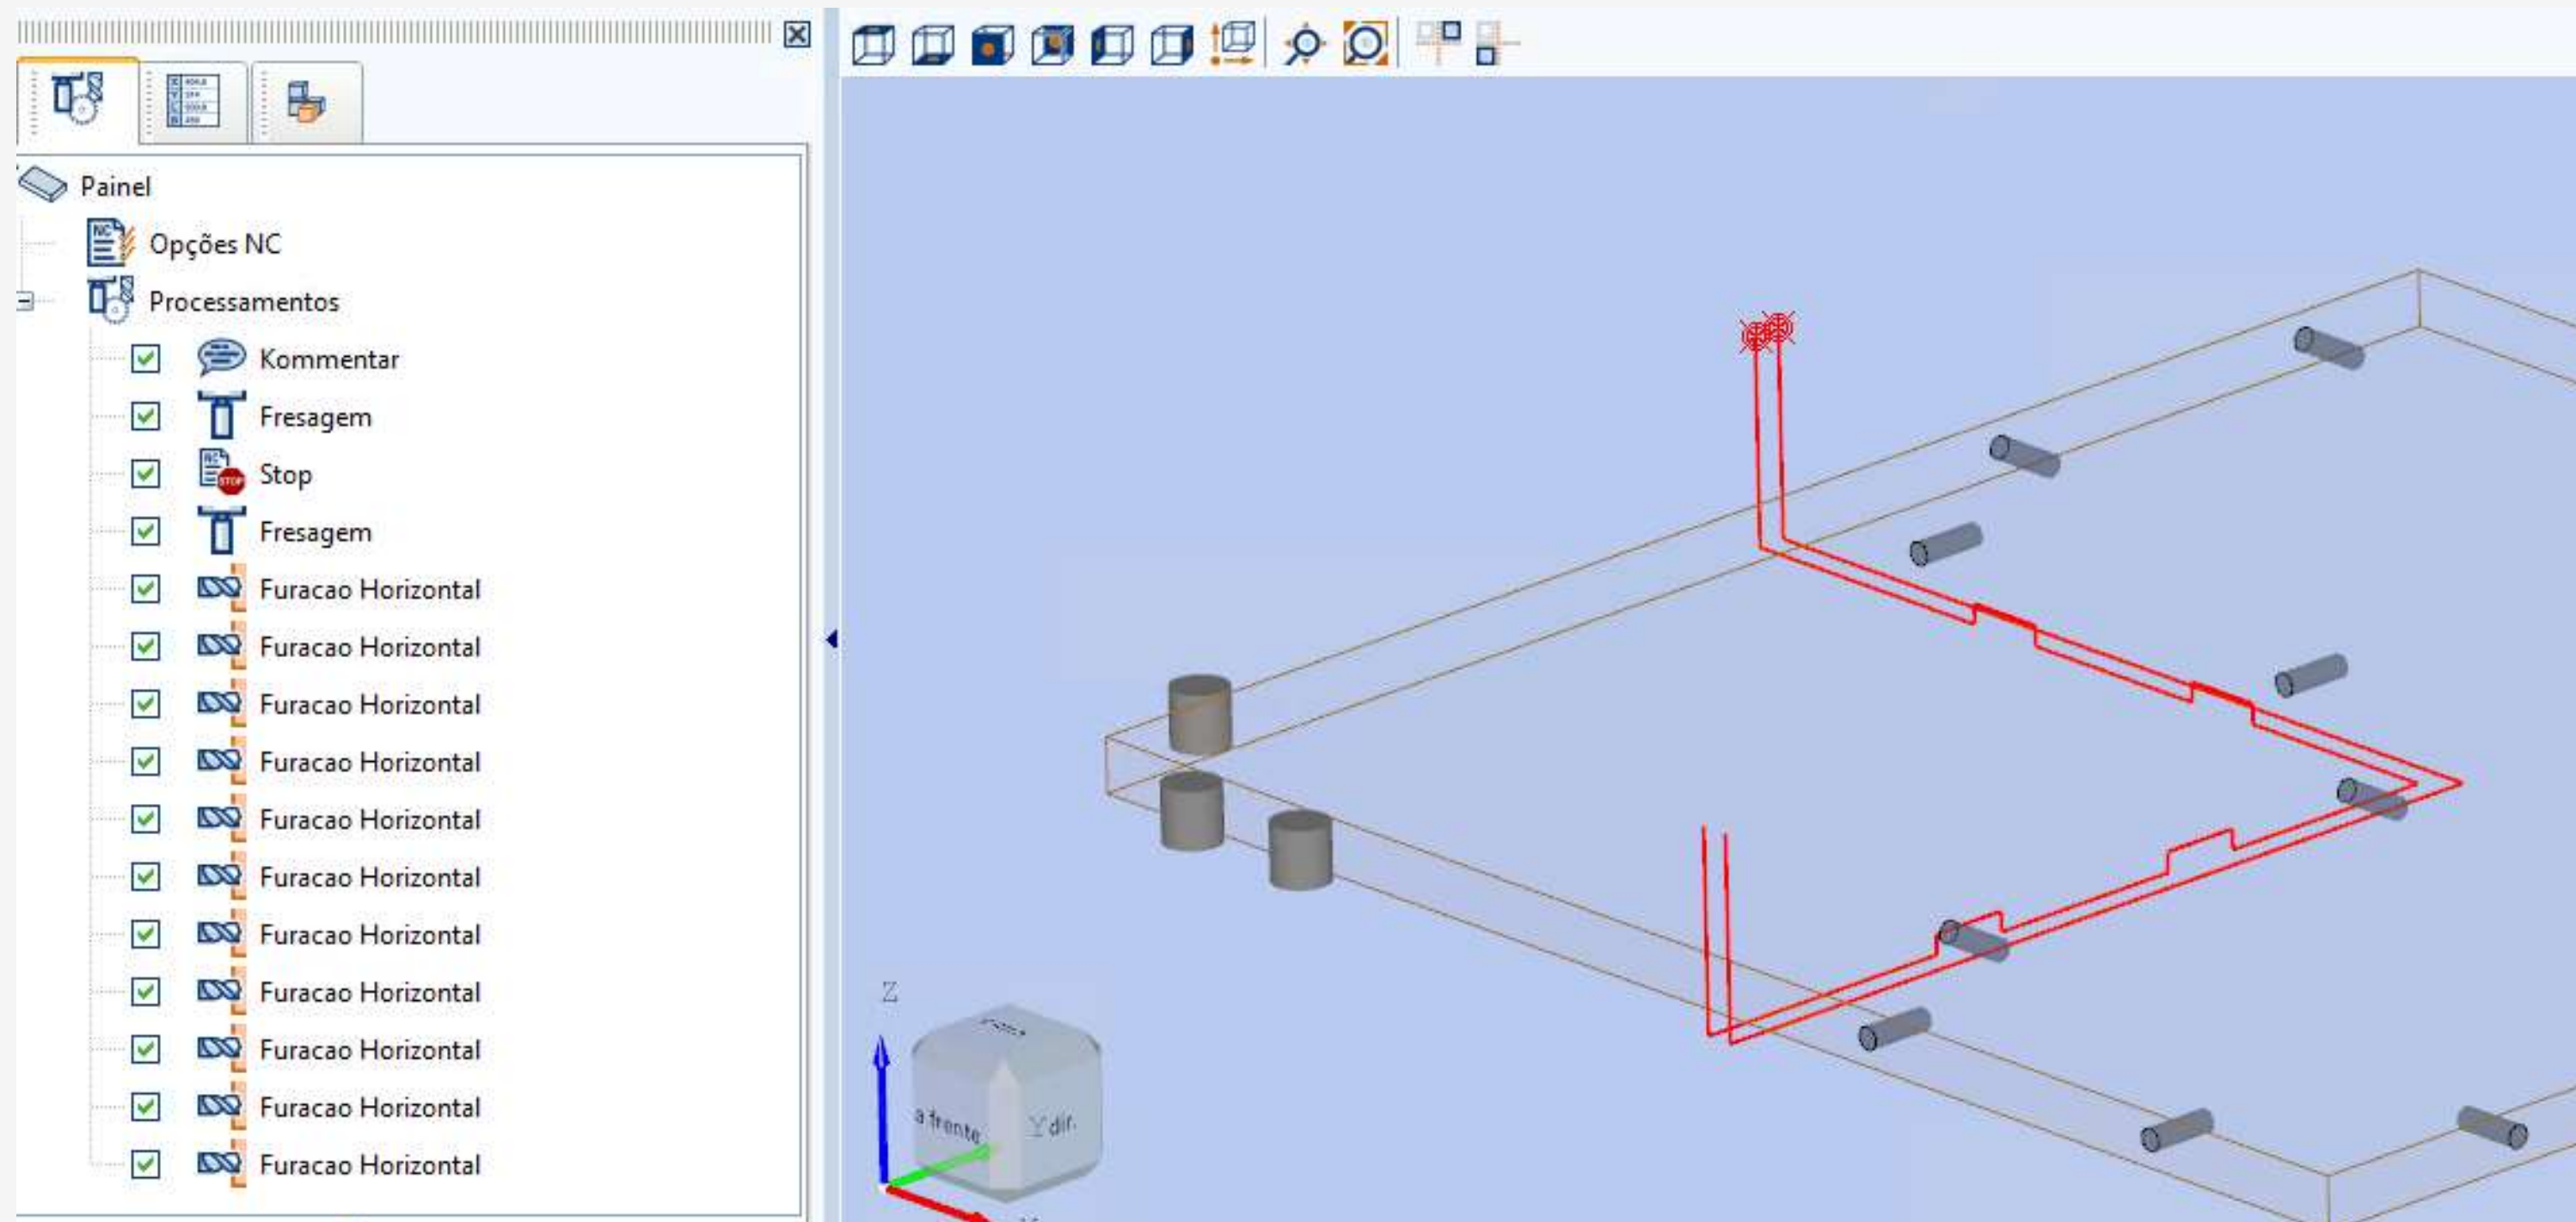 Painel
Opções NC
Processamentos
Kommentar
Fresagem
Stop
Fresagem
Furacao Horizontal
Furacao Horizontal
Furacao Horizontal
Furacao Horizontal
Furacao Horizontal
Furacao Horizontal
Furacao Horizontal
Furacao Horizontal
Furacao Horizontal
Furacao Horizontal
Furacao Horizontal
Z
a frente
Y dir.